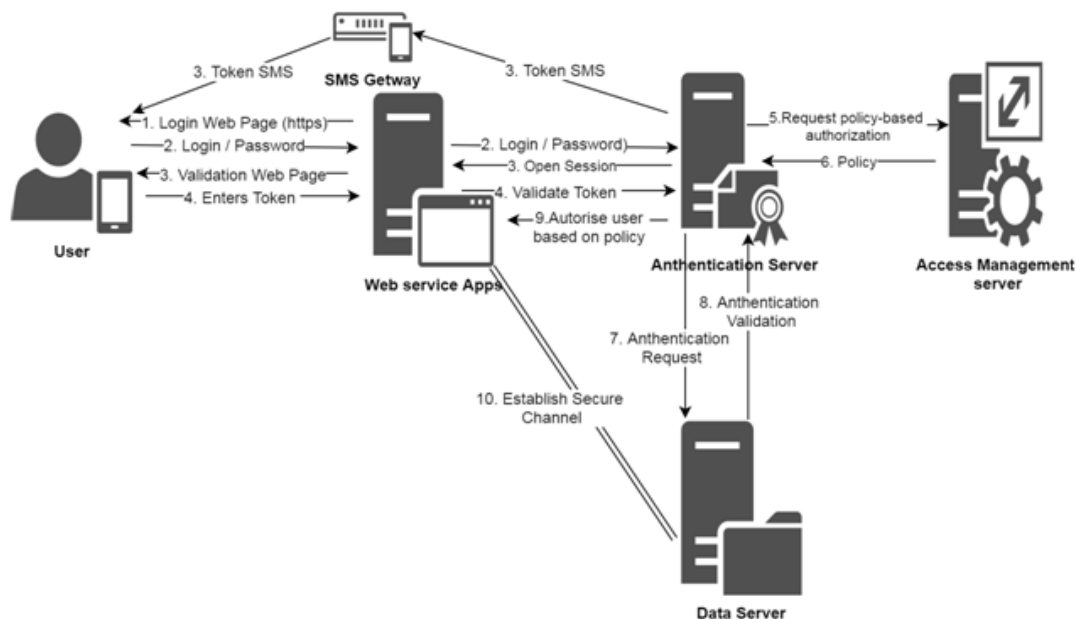 3. Token SMS
3. Token SMS
SMS Getway
1. Login Web Page (https)
2. Login / Password
3. Validation Web Page
4. Enters Token
User
2. Login / Password)
3. Open Session
4. Validate Token
9.Autorise user
based on policy
Web service Apps
5.Request policy-based
authorization
6. Policy
Anthentication Server
Access Management
server
8. Anthentication
Validation
7. Anthentication
Request
10. Establish Secure
Channel
Data Server